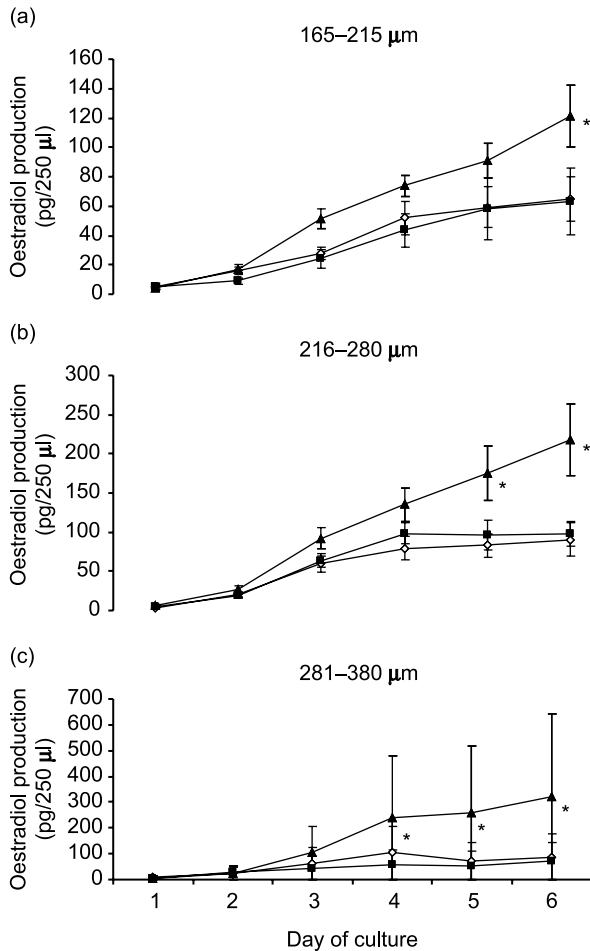 (a)
165–215 μm
Oestradiol production
(pg/250 μl)
160
140
120
100
80
60
40
20
0
*
(b)
216–280 μm
Oestradiol production
(pg/250 μl)
300
250
200
150
100
50
0
*
*
(c)
281–380 μm
Oestradiol production
(pg/250 μl)
700
600
500
400
300
200
100
0
*
*
*
1 2 3 4 5 6
Day of culture